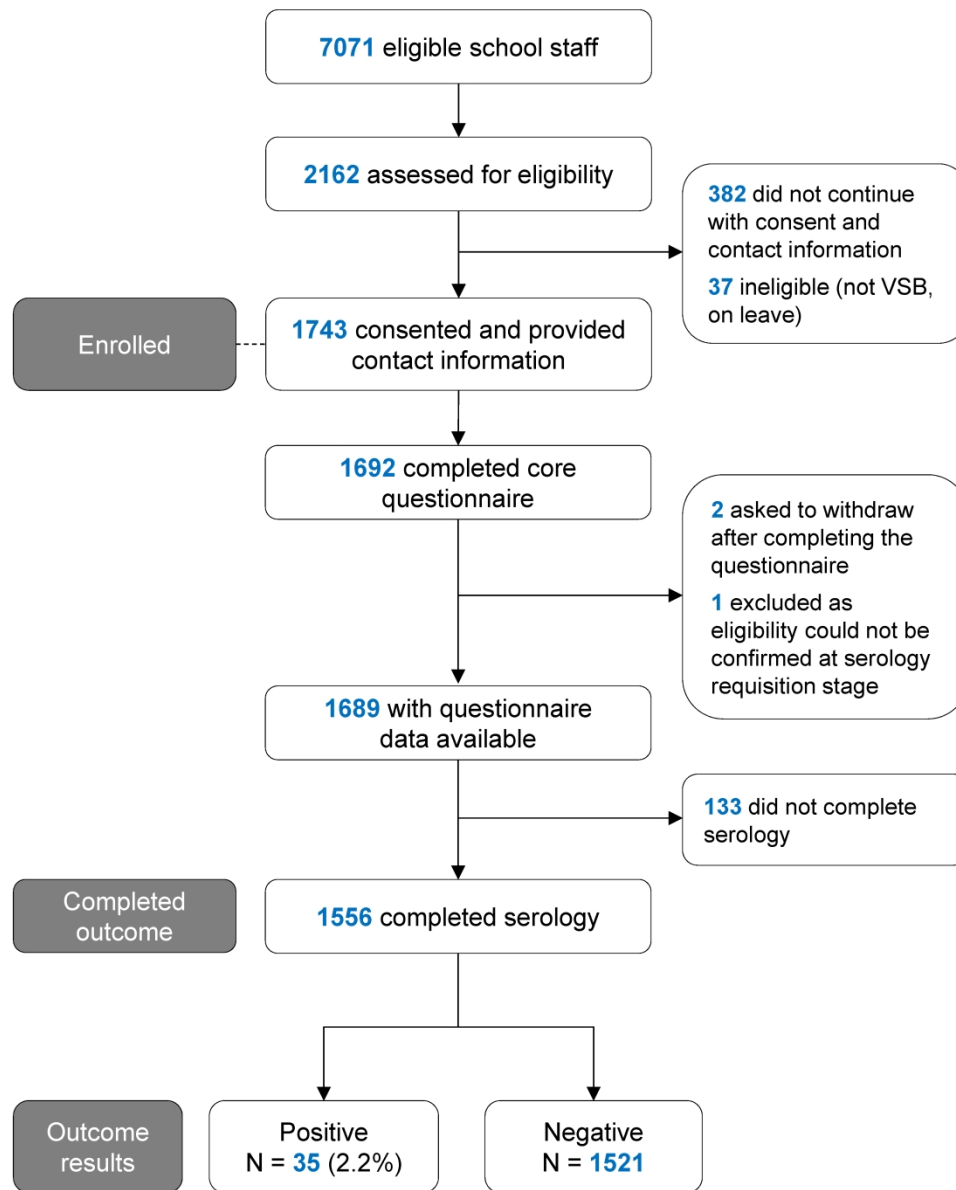 7071 eligible school staff
2162 assessed for eligibility
382 did not continue
with consent and
contact information
37 ineligible (not VSB,
on leave)
Enrolled
1743 consented and provided
contact information
1692 completed core
questionnaire
2 asked to withdraw
after completing the
questionnaire
1 excluded as
eligibility could not be
confirmed at serology
requisition stage
1689 with questionnaire
data available
133 did not complete
serology
Completed
outcome
1556 completed serology
Outcome
results
Positive
N = 35 (2.2%)
Negative
N = 1521